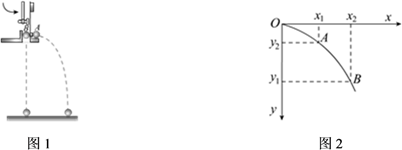 A
图1
O x₁ x₂ x
y₂ A
y₁ B
y
图2